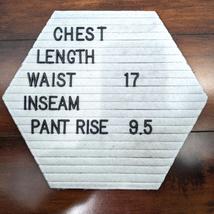 CHEST
LENGTH
WAIST 17
INSEAM
PANT RISE 9.5